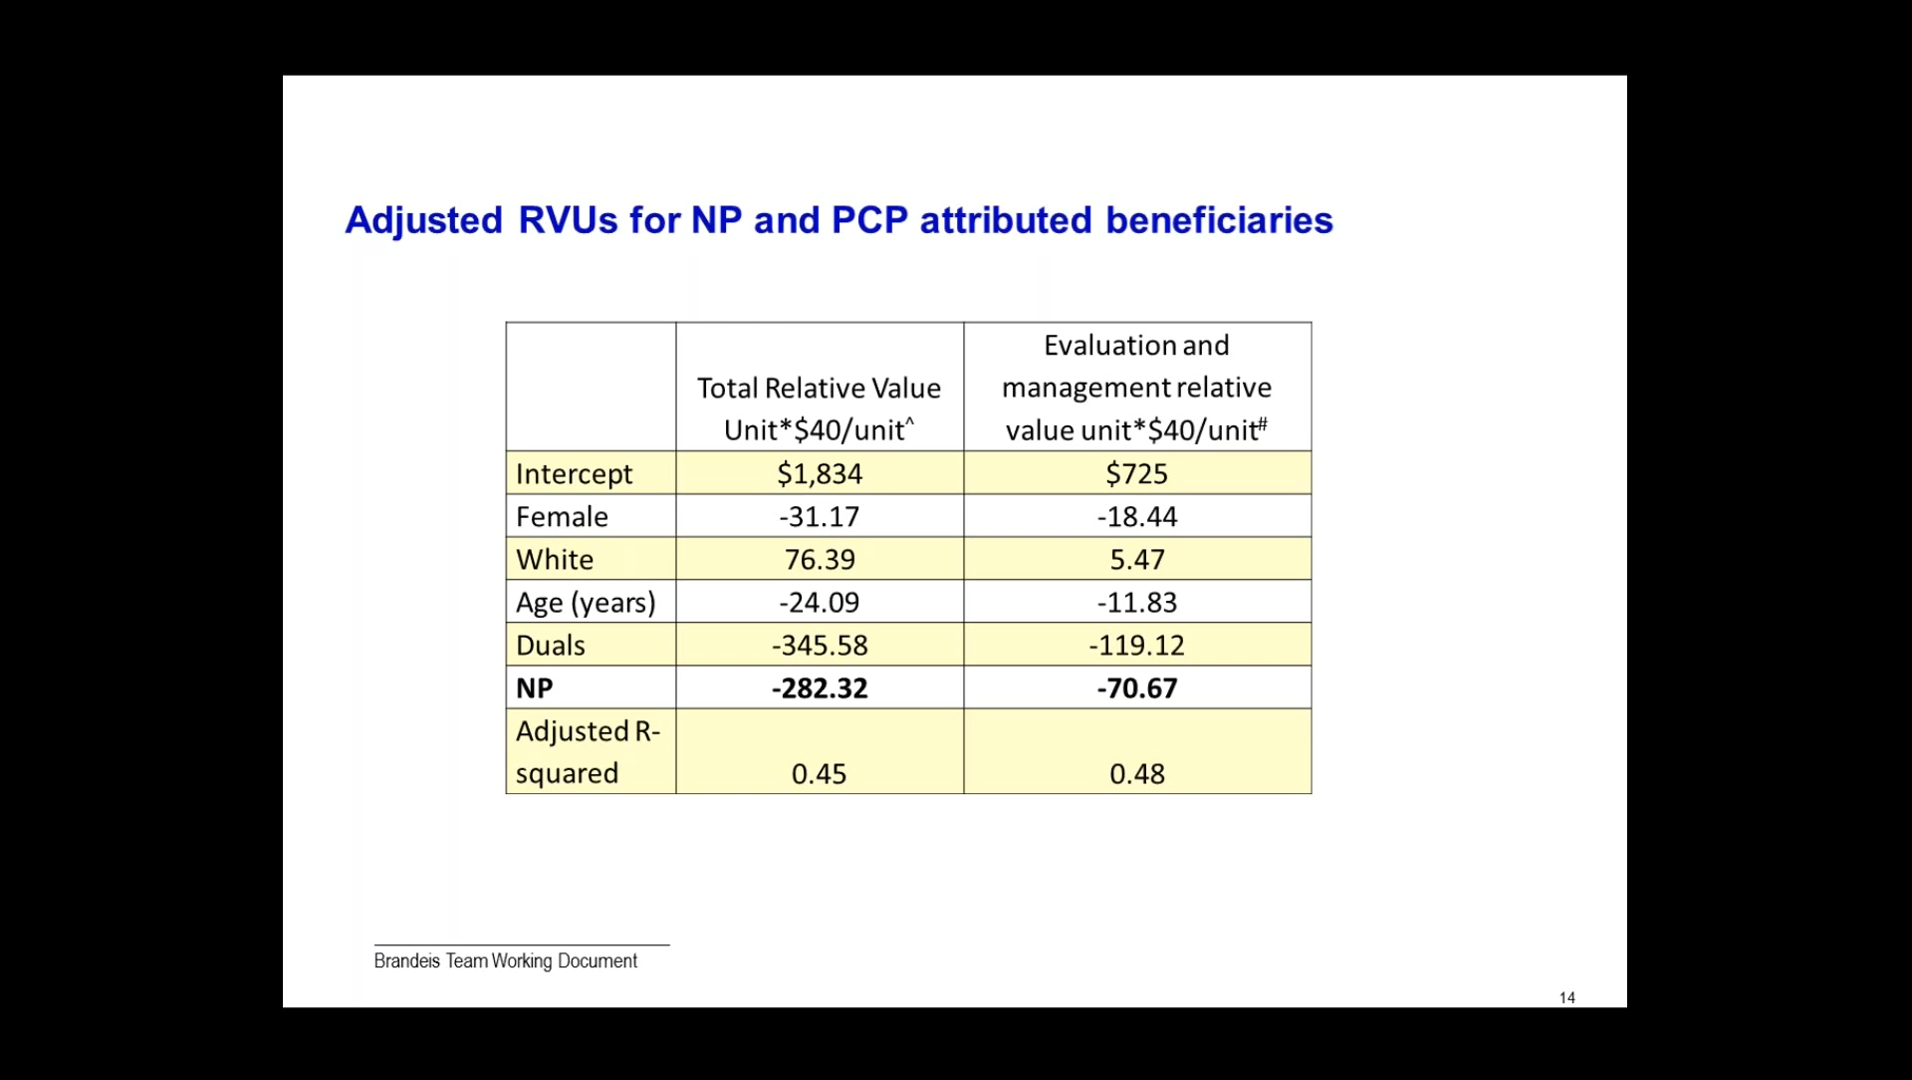 Adjusted RVUs for NP and PCP attributed beneficiaries
Total Relative Value
Unit*$40/unit^
Evaluation and
management relative
value unit*$40/unit#
Intercept $1,834 $725
Female -31.17 -18.44
White 76.39 5.47
Age (years) -24.09 -11.83
Duals -345.58 -119.12
NP -282.32 -70.67
Adjusted R-
squared 0.45 0.48
Brandeis Team Working Document
14